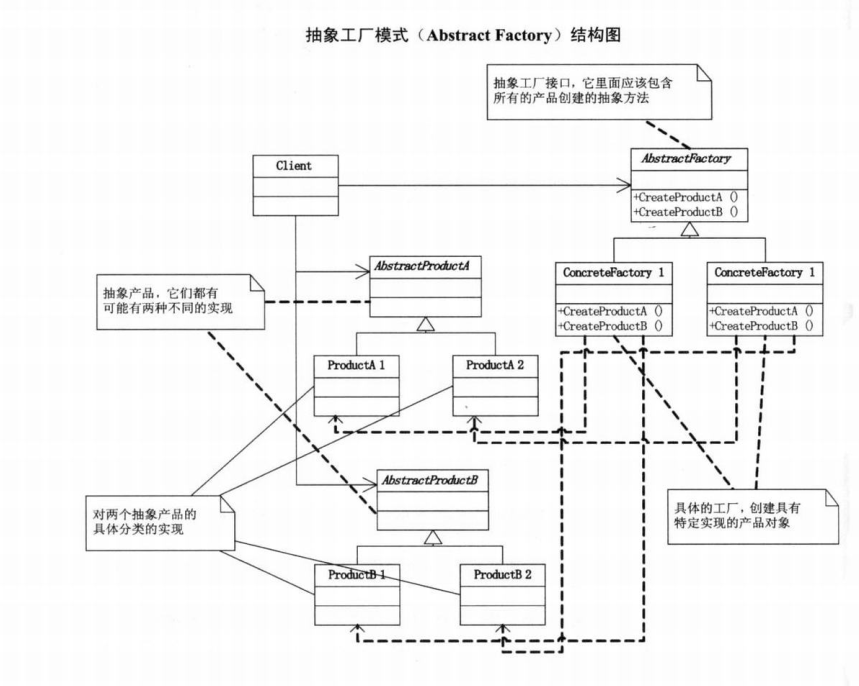 抽象工厂模式（Abstract Factory）结构图
抽象工厂接口，它里面应该包含
所有的产品创建的抽象方法
Client
AbstractFactory
+CreateProductA ()
+CreateProductB ()
AbstractProductA
ConcreteFactory 1
+CreateProductA ()
+CreateProductB ()
ConcreteFactory 1
+CreateProductA ()
+CreateProductB ()
抽象产品，它们都有
可能有两种不同的实现
ProductA 1
ProductA 2
AbstractProductB
对两个抽象产品的
具体分类的实现
具体的工厂，创建具有
特定实现的产品对象
ProductB 1
ProductB 2